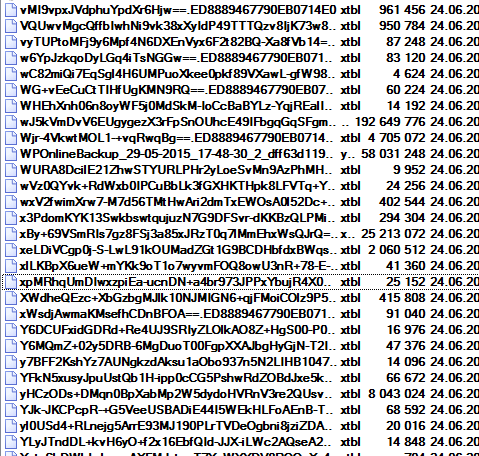 vMI9vpxJVdphuYpdXr6Hjw==.ED8889467790EB0714E0 xtbl 961 456 24.06.20
VQUwvMgcQffbIwhNi9vk38xXyIdP49TTTQzv8IjK73w8.. xtbl 950 784 24.06.20
vyTUPtoMFj9y6Mpf4N6DXEnVyx6F2t82BQ-Xa8fVb14=.. xtbl 87 248 24.06.20
w6YpJzkqoDyLGq4iTsNGGw==.ED8889467790EB071.. xtbl 83 120 24.06.20
wC82miQi7EqSgl4H6UMPuoXkee0pkf89VXawL-gfW98.. xtbl 4 624 24.06.20
WG+vEeCuCtTIHfUgKMN9RQ==.ED8889467790EB07.. xtbl 60 224 24.06.20
WHEhXnh06n8oyWF5j0MdSkM-IoCcBaBYLz-YqjREaII.. xtbl 14 192 24.06.20
wJ5kVmDvV6EUgygezX3rFpSnOUhcE49IFbgqGqSFgm.. 192 649 776 24.06.20
Wjr-4VkwtMOL1-+vqRwqBg==.ED8889467790EB0714.. xtbl 4 705 072 24.06.20
WPOnlineBackup_29-05-2015_17-48-30_2_dff63d119.. y.. 58 031 248 24.06.20
WURA8DciIE21ZhwSTYURLPHr2yLoeSvMn9AzPhMH.. xtbl 9 952 24.06.20
wVz0QYvk+RdWxb0IPCuBbLk3fGXHKTHpk8LFVTq+Y.. xtbl 24 256 24.06.20
wxV2fwimXrw7-M7d56TMtHwAri2dmTxEWOsA0I52Dc+.. xtbl 402 544 24.06.20
x3PdomKYK13SwkbswtqujuzN7G9DFSvr-dKKBzQLPMi.. xtbl 294 304 24.06.20
xBy+69VSmRIs7gz8FSj3a85xJRzT0q7IMmEhxWsQJrQ=.. x.. 25 213 072 24.06.20
xeLDiVCgp0j-S-LwL91kOUMadZGt1G9BCDHbfdxBWqs.. xtbl 2 060 512 24.06.20
xILKBpX6ueW+mYKk9oT1o7wyvmFOQ8owU3nR+78-E-.. xtbl 41 360 24.06.20
xpMRhqUmDIwxzpiEa-ucnDN+a4br973JPPxYbujR4X0.. xtbl 25 152 24.06.20
XWdheQEzc+XbGzbgMJIk10NJMIGN6+qjFMoiCOIz9P5.. xtbl 415 808 24.06.20
xWsdjAwmaKMsefhCDnBFOA==.ED8889467790EB071.. xtbl 91 040 24.06.20
Y6DCUFxidGDRd+Re4UJ9SRIyZLOIkAO8Z+HgS00-P0.. xtbl 16 976 24.06.20
Y6MQmZ+02y5DRB-6MgDuoT00FgpXXAJbgHyGjN-T2I.. xtbl 47 376 24.06.20
y7BFF2KshYz7AUNgkzdAksu1aObo937n5N2LIHB1047.. xtbl 14 096 24.06.20
YFkN5xusyJpuUstQb1H-ipp0cCG5PshwRdZOBdJxe5k.. xtbl 66 672 24.06.20
yHCZODs+DMqn0BpXabMp2W5dydoHVRnV3re2QUsv.. xtbl 8 043 024 24.06.20
YJk-JKCPcpR-+G5VeeUSBADiE44I5WEkHLFoAEnB-T.. xtbl 68 592 24.06.20
yI0USd4+RLnejg5ArrE93MJ190PLrTVDeOgbni8jziZDA.. xtbl 20 016 24.06.20
YLyJTndDL+kvH6yO+f2x16EbfQId-JJX-iLWc2AQseA2.. xtbl 14 848 24.06.20